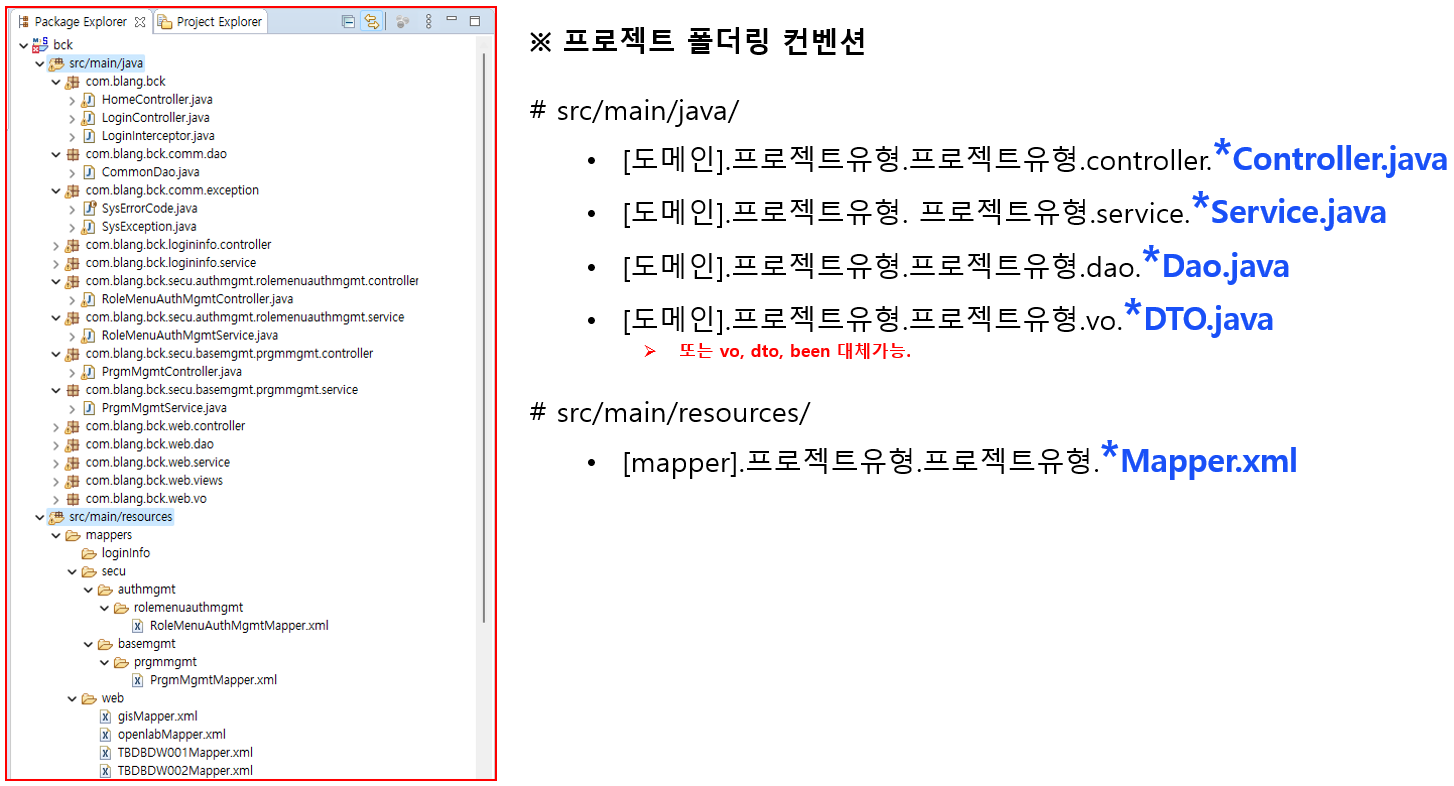 Package Explorer
Project Explorer
bck
src/main/java
com.blang.bck
HomeController.java
LoginController.java
LoginInterceptor.java
com.blang.bck.comm.dao
CommonDao.java
com.blang.bck.comm.exception
SysErrorCode.java
SysException.java
com.blang.bck.logininfo.controller
com.blang.bck.logininfo.service
com.blang.bck.secu.authmgmt.rolemenuauthmgmt.controller
RoleMenuAuthMgmtController.java
com.blang.bck.secu.authmgmt.rolemenuauthmgmt.service
RoleMenuAuthMgmtService.java
com.blang.bck.secu.basemgmt.prgmmgmt.controller
PrgmMgmtController.java
com.blang.bck.secu.basemgmt.prgmmgmt.service
PrgmMgmtService.java
com.blang.bck.web.controller
com.blang.bck.web.dao
com.blang.bck.web.service
com.blang.bck.web.views
com.blang.bck.web.vo
src/main/resources
mappers
loginInfo
secu
authmgmt
rolemenuauthmgmt
RoleMenuAuthMgmtMapper.xml
basemgmt
prgmmgmt
PrgmMgmtMapper.xml
web
gisMapper.xml
openlabMapper.xml
TBDBDW001Mapper.xml
TBDBDW002Mapper.xml
※ 프로젝트 폴더링 컨벤션
# src/main/java/
• [도메인].프로젝트유형.프로젝트유형.controller.*Controller.java
• [도메인].프로젝트유형. 프로젝트유형.service.*Service.java
• [도메인].프로젝트유형.프로젝트유형.dao.*Dao.java
• [도메인].프로젝트유형.프로젝트유형.vo.*DTO.java
➢ 또는 vo, dto, been 대체가능.
# src/main/resources/
• [mapper].프로젝트유형.프로젝트유형.*Mapper.xml